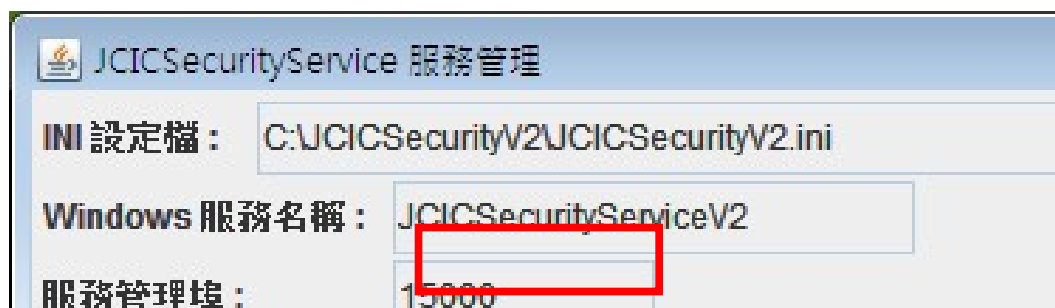 JCICSecurityService 服務管理
INI 設定檔： C:\JCICSecurityV2\JCICSecurityV2.ini
Windows 服務名稱： JCICSecurityServiceV2
服務管理埠： 15000